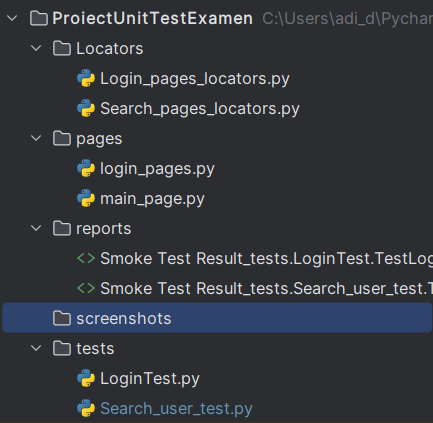 ProiectUnitTestExamen C:\Users\adi_d\Pychar
Locators
Login_pages_locators.py
Search_pages_locators.py
pages
login_pages.py
main_page.py
reports
<> Smoke Test Result_tests.LoginTest.TestLog
<> Smoke Test Result_tests.Search_user_test.T
screenshots
tests
LoginTest.py
Search_user_test.py